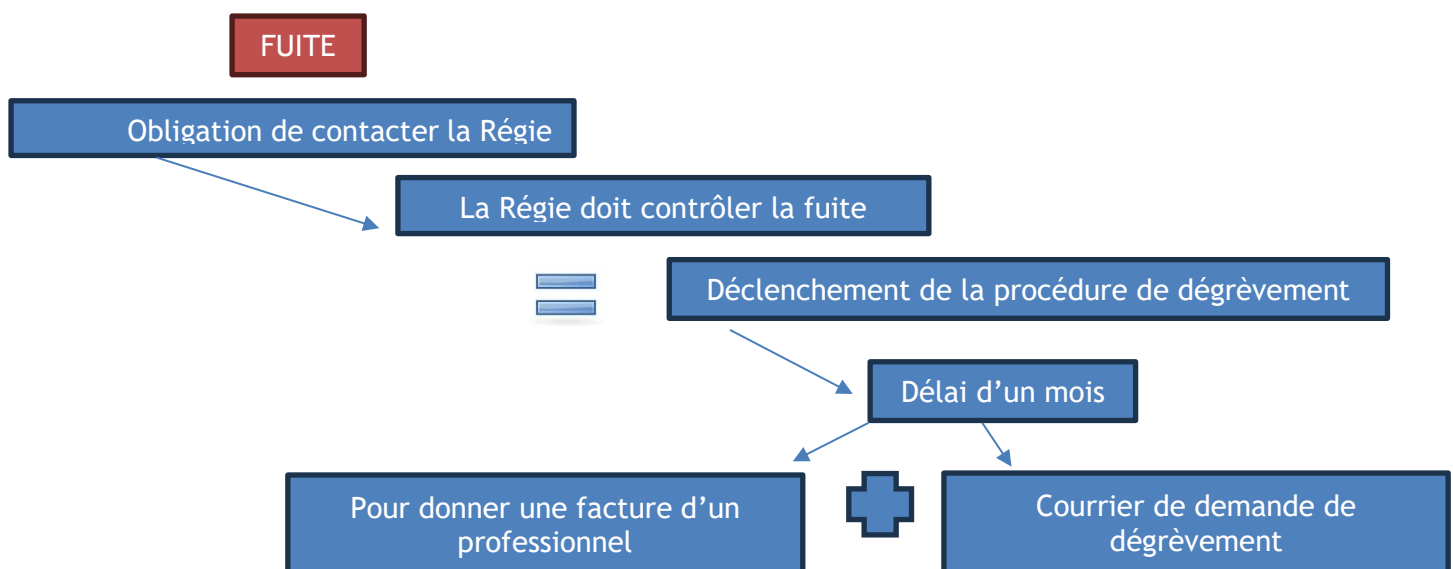 FUITE
Obligation de contacter la Régie
La Régie doit contrôler la fuite
Déclenchement de la procédure de dégrèvement
Délai d’un mois
Pour donner une facture d’un
professionnel
Courrier de demande de
dégrèvement